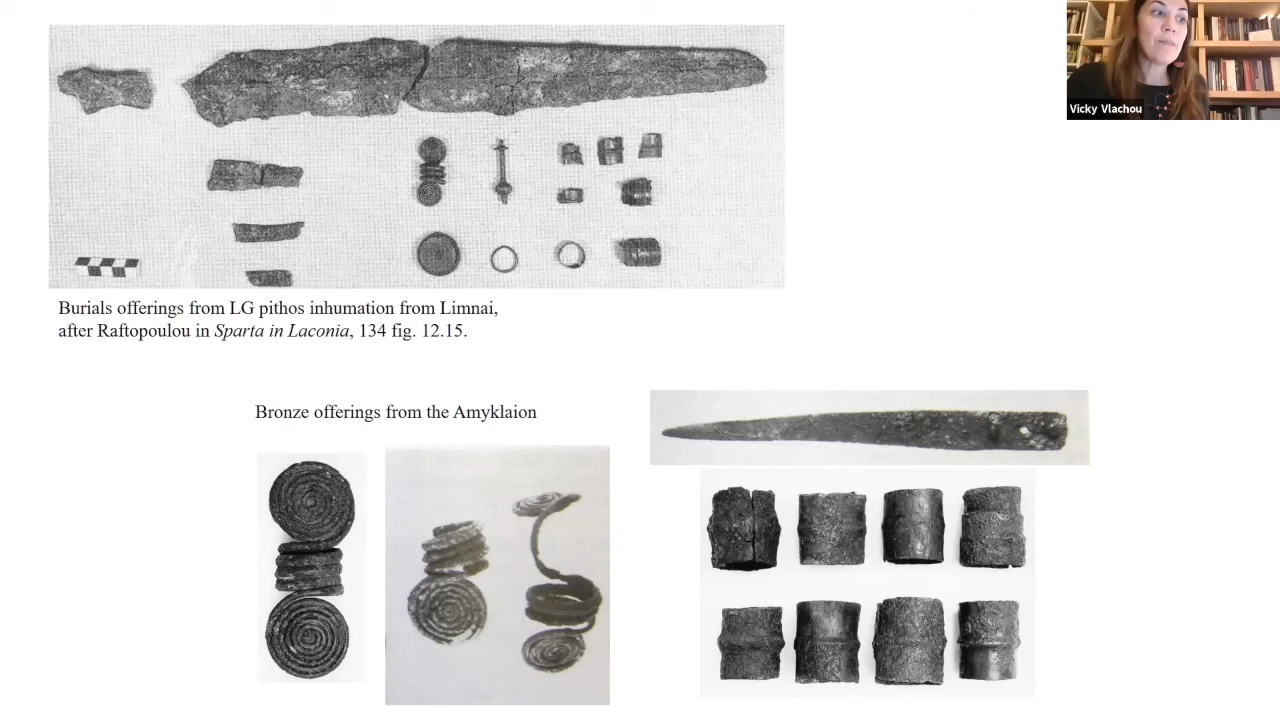 Vicky Vlachou
Burials offerings from LG pithos inhumation from Limnai,
after Raftopoulou in Sparta in Laconia, 134 fig. 12.15.
Bronze offerings from the Amyklaion